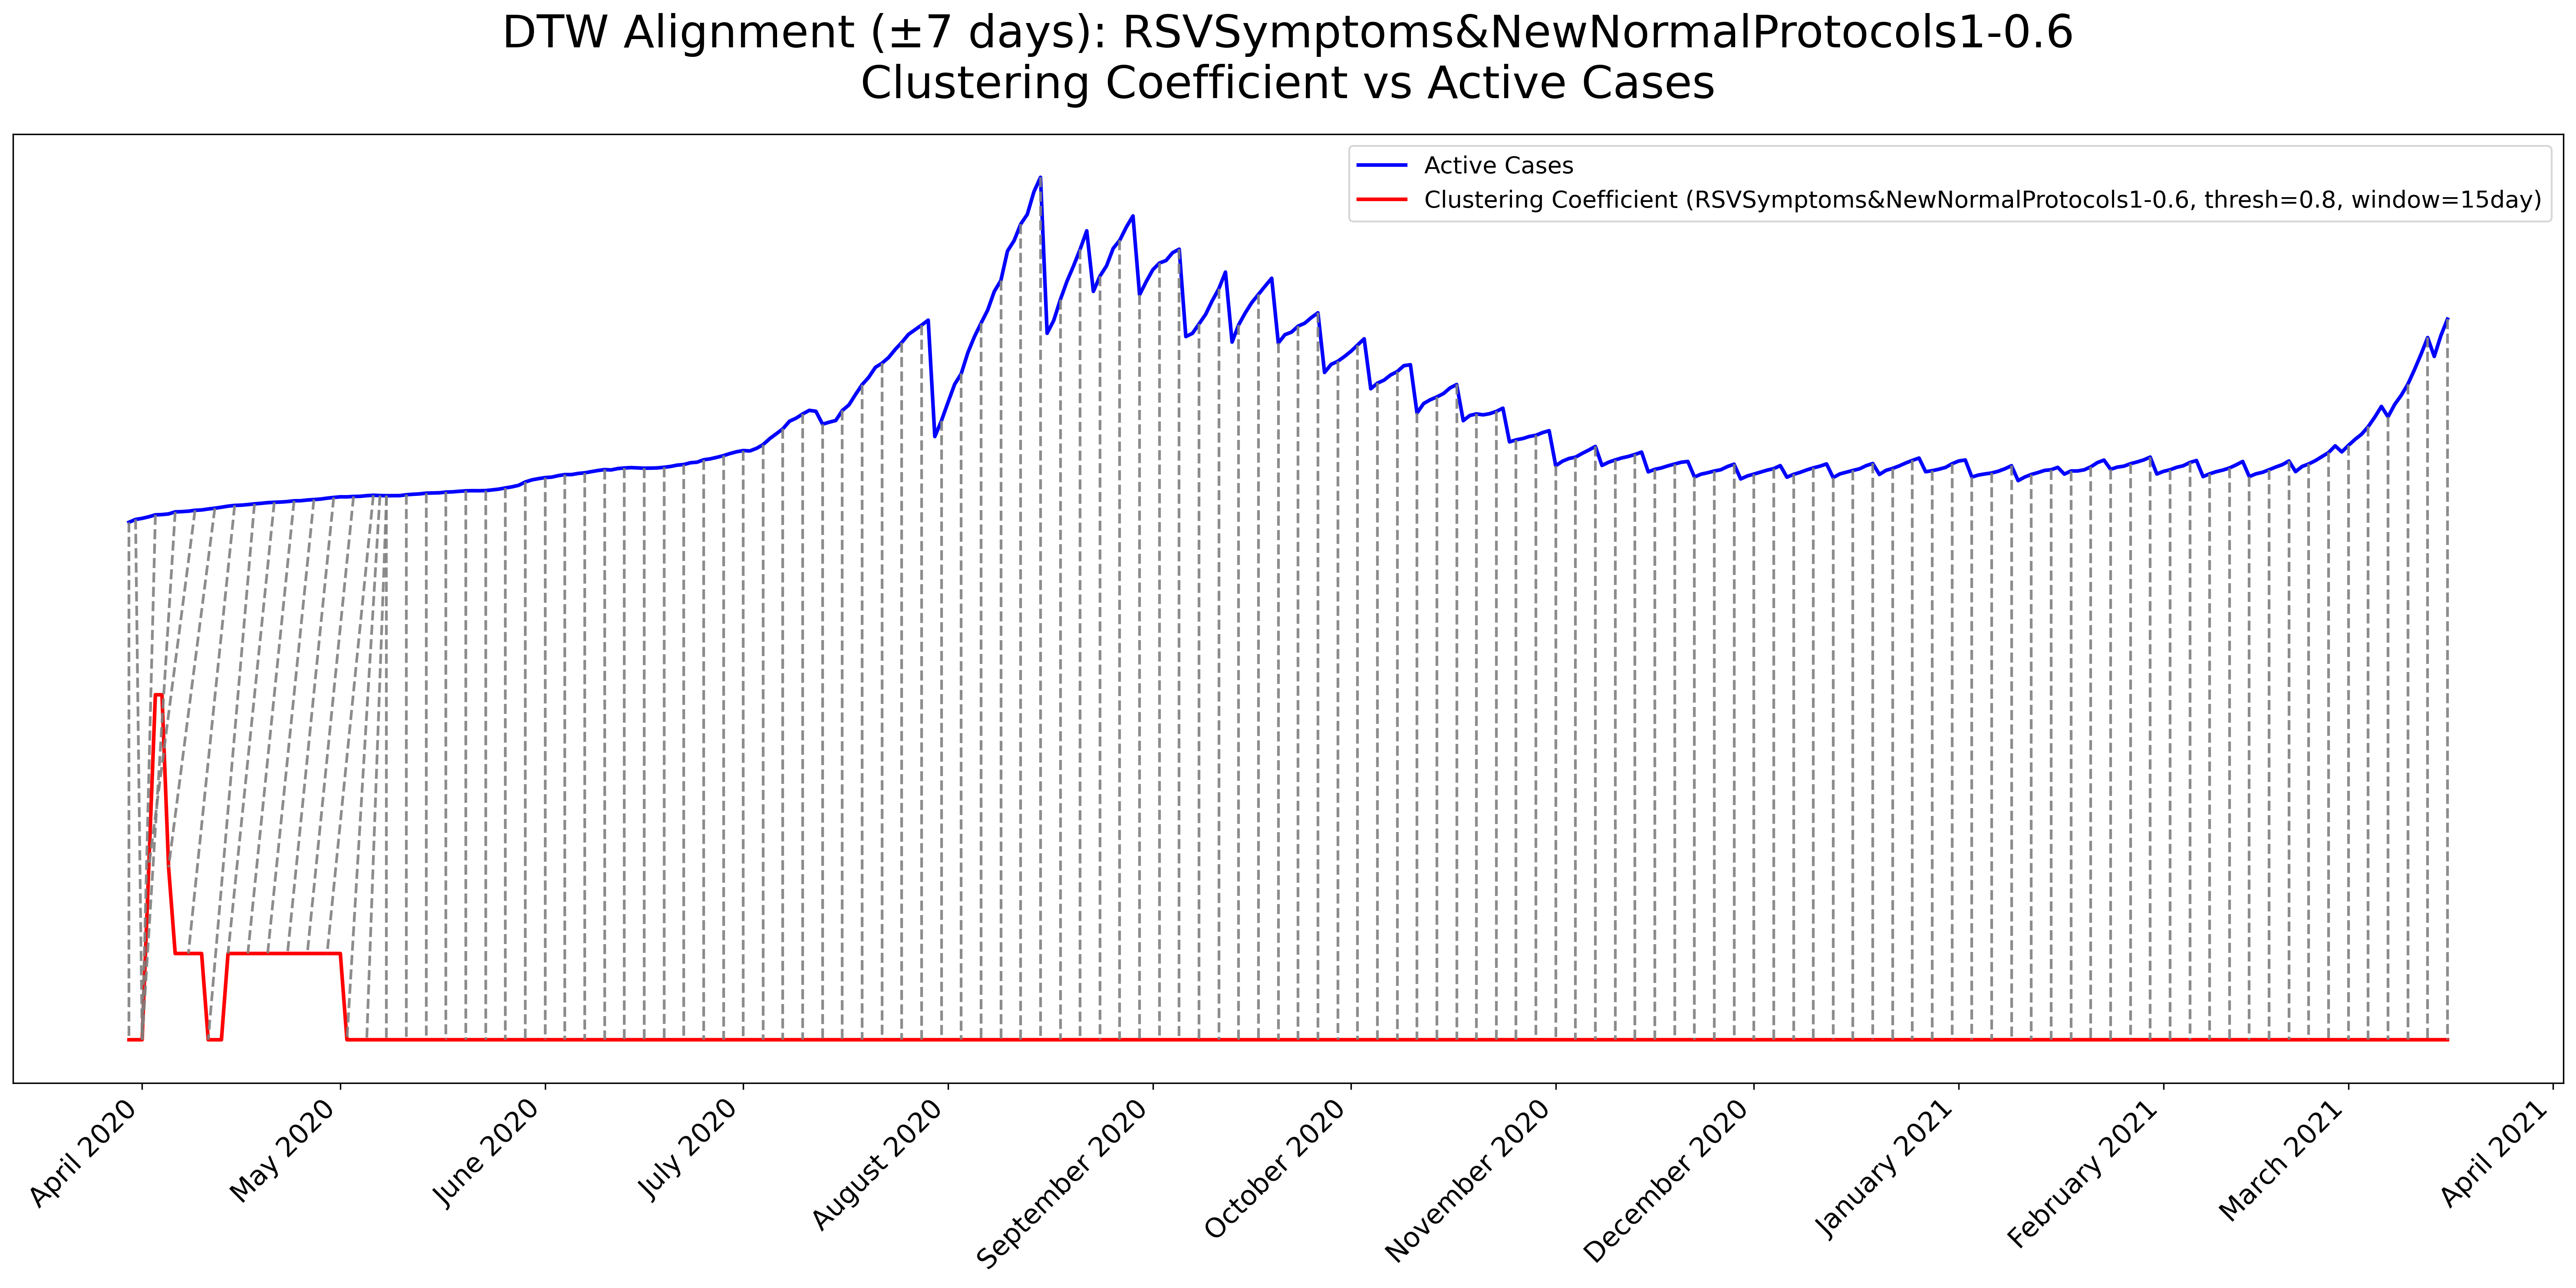 DTW Alignment (±7 days): RSVSymptoms&NewNormalProtocols1-0.6
Clustering Coefficient vs Active Cases
Active Cases
Clustering Coefficient (RSVSymptoms&NewNormalProtocols1-0.6, thresh=0.8, window=15day)
April 2020
May 2020
June 2020
July 2020
August 2020
September 2020
October 2020
November 2020
December 2020
January 2021
February 2021
March 2021
April 2021